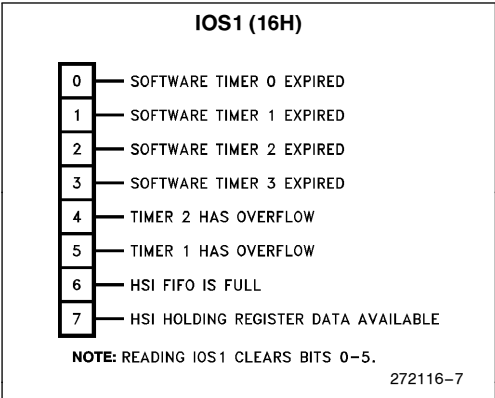 IOS1 (16H)
0 SOFTWARE TIMER 0 EXPIRED
1 SOFTWARE TIMER 1 EXPIRED
2 SOFTWARE TIMER 2 EXPIRED
3 SOFTWARE TIMER 3 EXPIRED
4 TIMER 2 HAS OVERFLOW
5 TIMER 1 HAS OVERFLOW
6 HSI FIFO IS FULL
7 HSI HOLDING REGISTER DATA AVAILABLE
NOTE: READING IOS1 CLEARS BITS 0–5.
272116–7